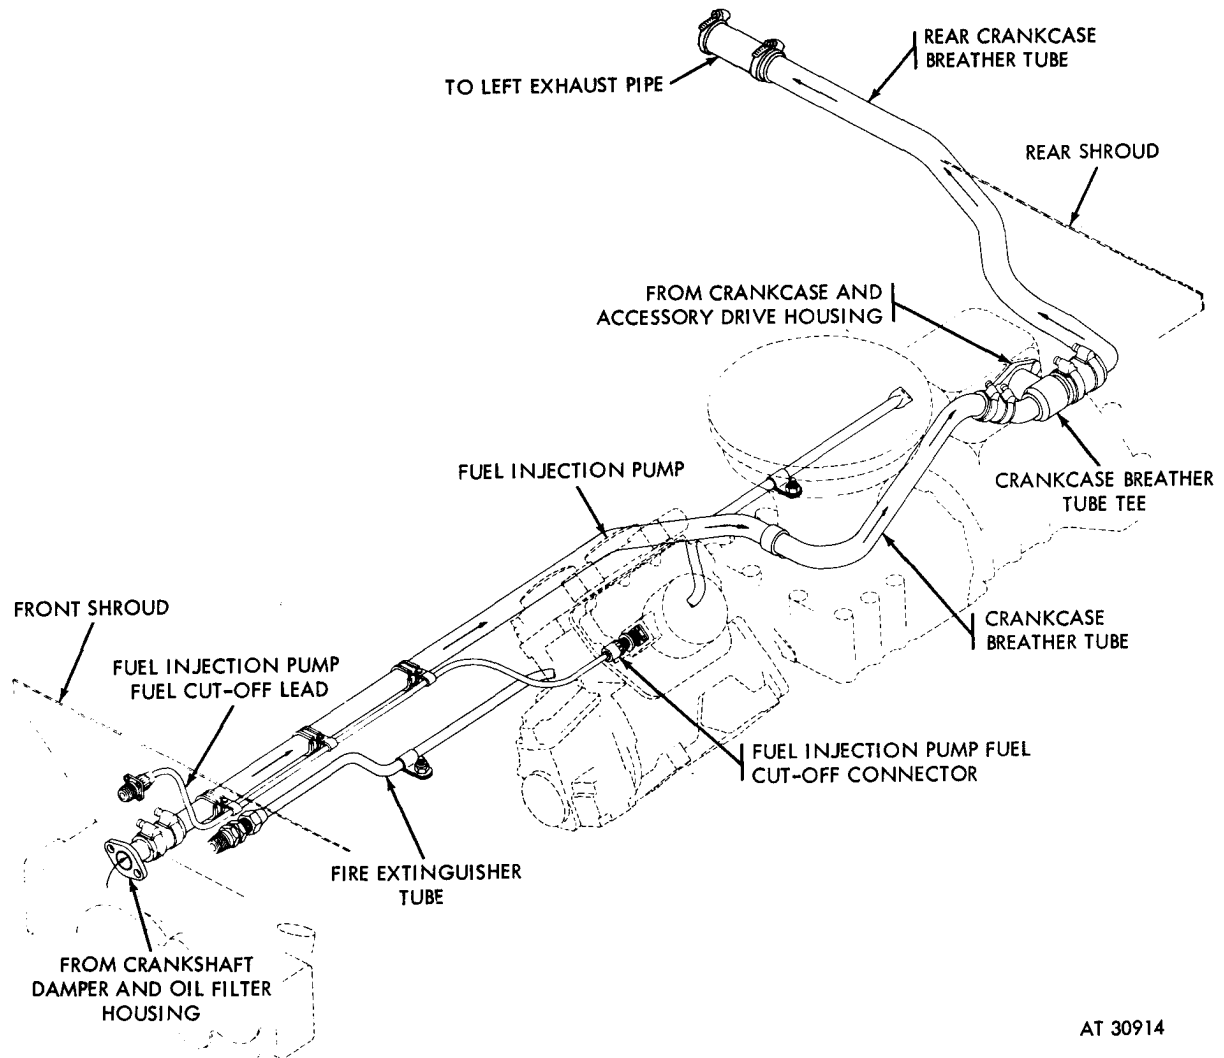 REAR CRANKCASE
BREATHER TUBE
TO LEFT EXHAUST PIPE
REAR SHROUD
FROM CRANKCASE AND
ACCESSORY DRIVE HOUSING
FUEL INJECTION PUMP
CRANKCASE BREATHER
TUBE TEE
FRONT SHROUD
CRANKCASE
BREATHER TUBE
FUEL INJECTION PUMP
FUEL CUT-OFF LEAD
FUEL INJECTION PUMP FUEL
CUT-OFF CONNECTOR
FIRE EXTINGUISHER
TUBE
FROM CRANKSHAFT
DAMPER AND OIL FILTER
HOUSING
AT 30914